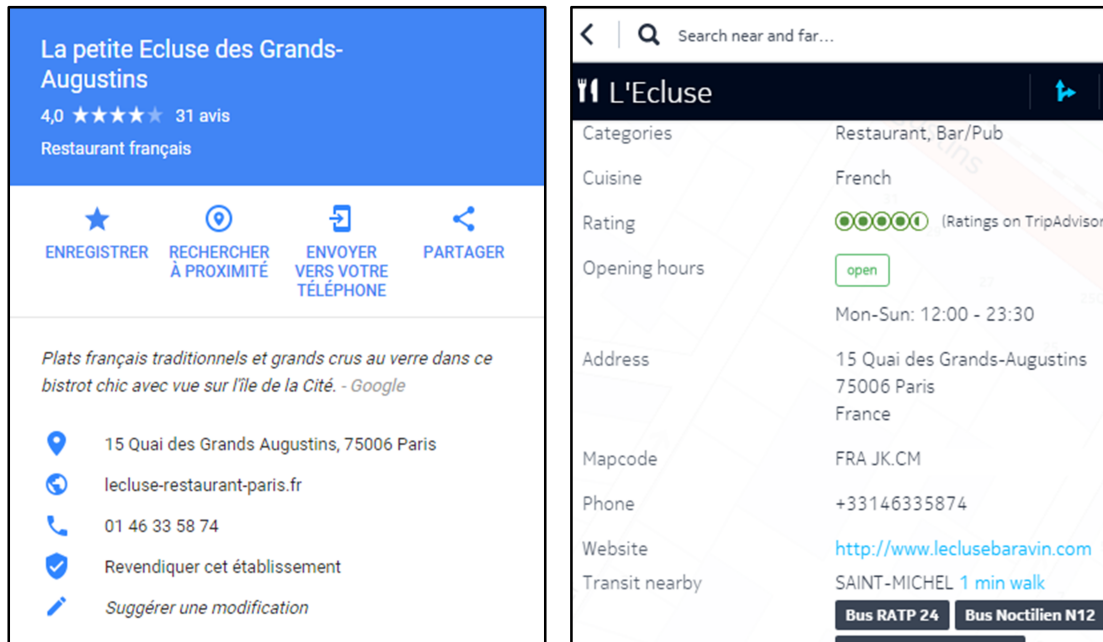 La petite Ecluse des Grands-
Augustins
4,0 ★★★★★ 31 avis
Restaurant français
ENREGISTRER
RECHERCHER
À PROXIMITÉ
ENVOYER
VERS VOTRE
TÉLÉPHONE
PARTAGER
Plats français traditionnels et grands crus au verre dans ce
bistrot chic avec vue sur l'île de la Cité. - Google
15 Quai des Grands Augustins, 75006 Paris
lecluse-restaurant-paris.fr
01 46 33 58 74
Revendiquer cet établissement
Suggérer une modification
Search near and far...
L'Ecluse
Categories Restaurant, Bar/Pub
Cuisine French
Rating (Ratings on TripAdvisor
Opening hours open
Mon-Sun: 12:00 - 23:30
Address 15 Quai des Grands-Augustins
75006 Paris
France
Mapcode FRA JK.CM
Phone +33146335874
Website http://www.leclusebaravin.com
Transit nearby SAINT-MICHEL 1 min walk
Bus RATP 24 Bus Noctilien N12